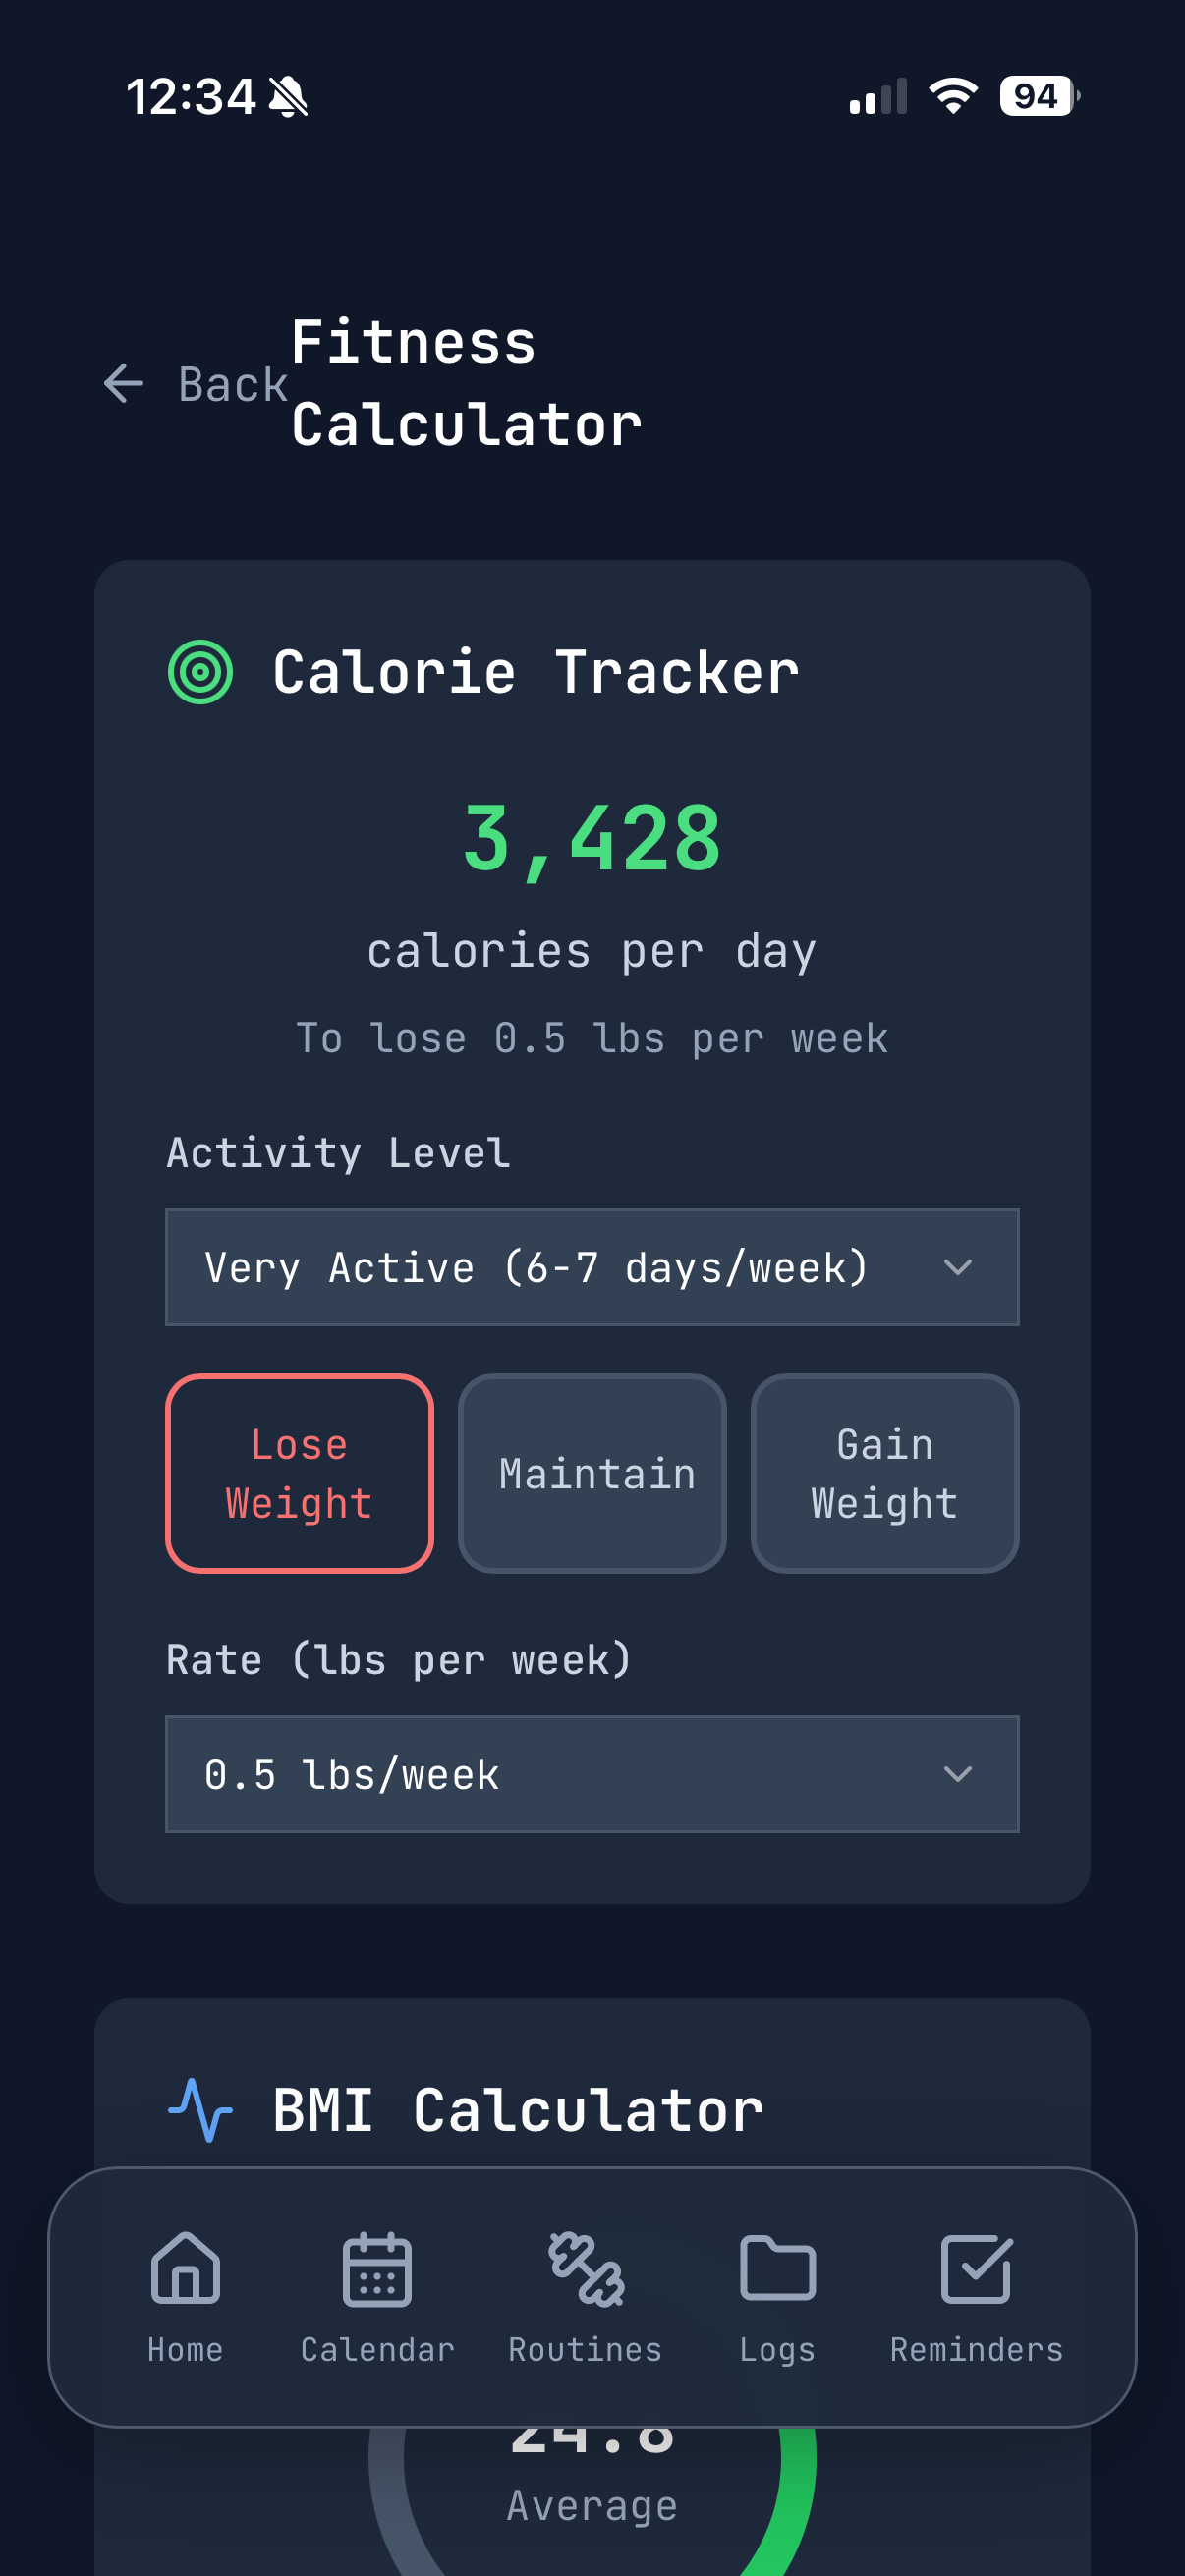 12:34
94
Back
Fitness
Calculator
Calorie Tracker
3,428
calories per day
To lose 0.5 lbs per week
Activity Level
Very Active (6-7 days/week)
Lose
Weight
Maintain
Gain
Weight
Rate (lbs per week)
0.5 lbs/week
BMI Calculator
Home
Calendar
Routines
Logs
Reminders
24.8
Average